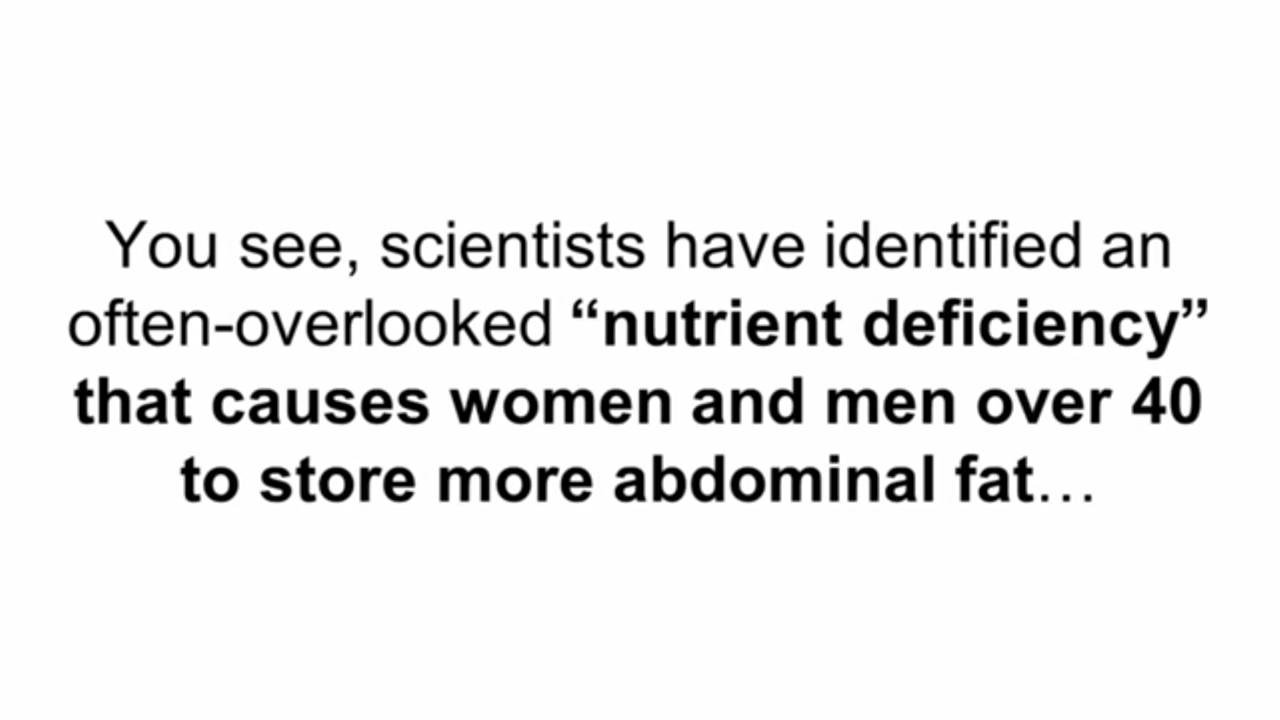 You see, scientists have identified an
often-overlooked “nutrient deficiency”
that causes women and men over 40
to store more abdominal fat…